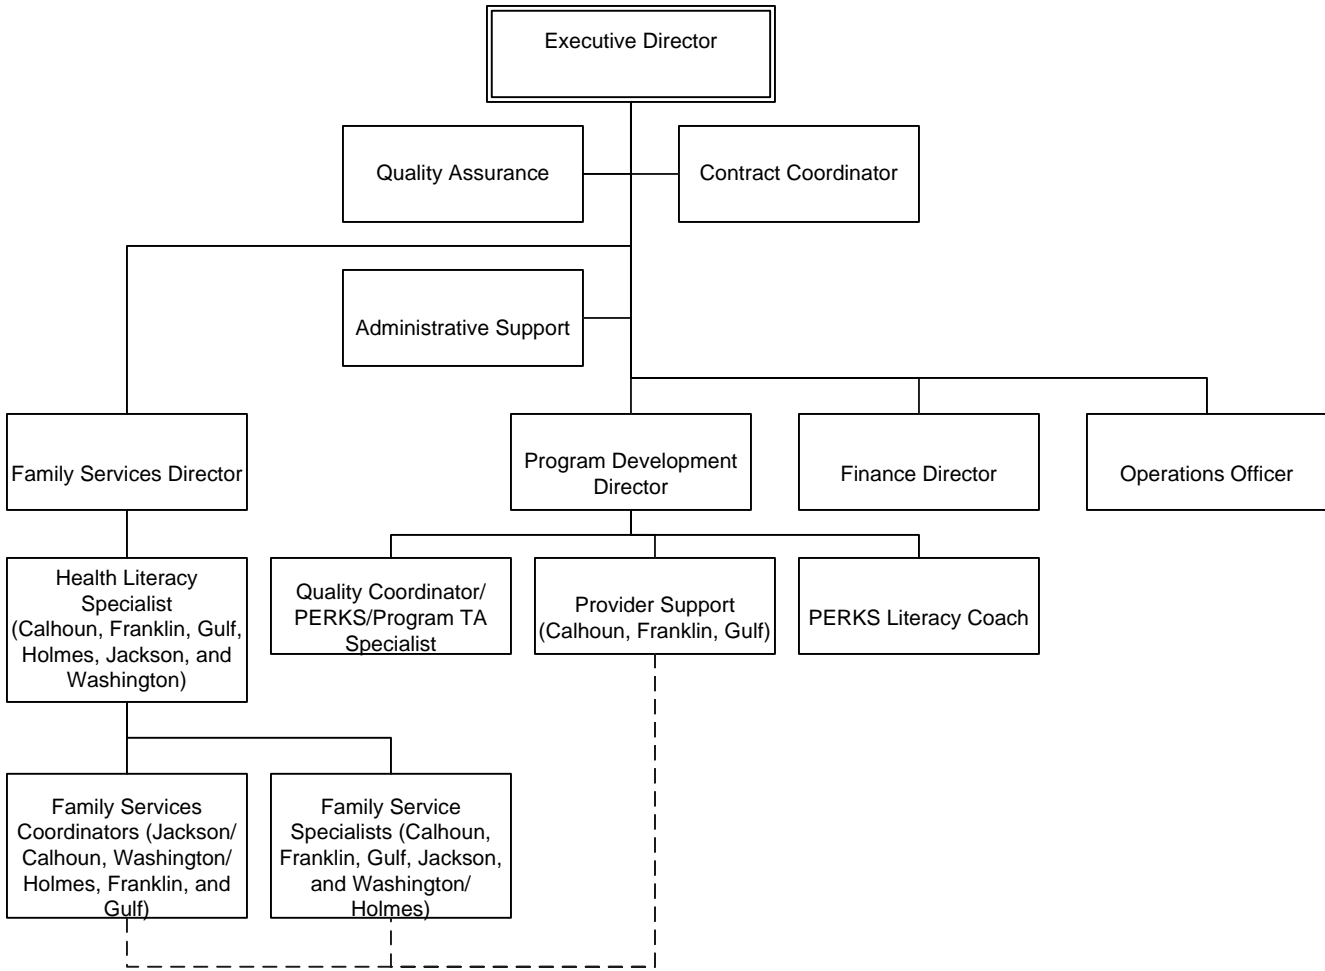 Executive Director
Quality Assurance
Contract Coordinator
Administrative Support
Family Services Director
Program Development
Director
Finance Director
Operations Officer
Health Literacy
Specialist
(Calhoun, Franklin, Gulf,
Holmes, Jackson, and
Washington)
Quality Coordinator/
PERKS/Program TA
Specialist
Provider Support
(Calhoun, Franklin, Gulf)
PERKS Literacy Coach
Family Services
Coordinators (Jackson/
Calhoun, Washington/
Holmes, Franklin, and
Gulf)
Family Service
Specialists (Calhoun,
Franklin, Gulf, Jackson,
and Washington/
Holmes)